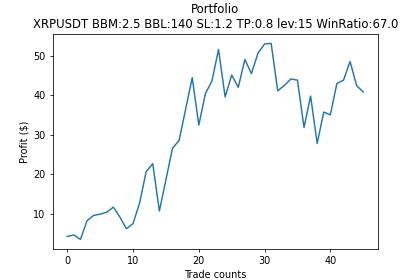 Portfolio
XRPUSDT BBM:2.5 BBL:140 SL:1.2 TP:0.8 lev:15 WinRatio:67.0
50
40
30
20
10
Profit ($)
0
10
20
30
40
Trade counts